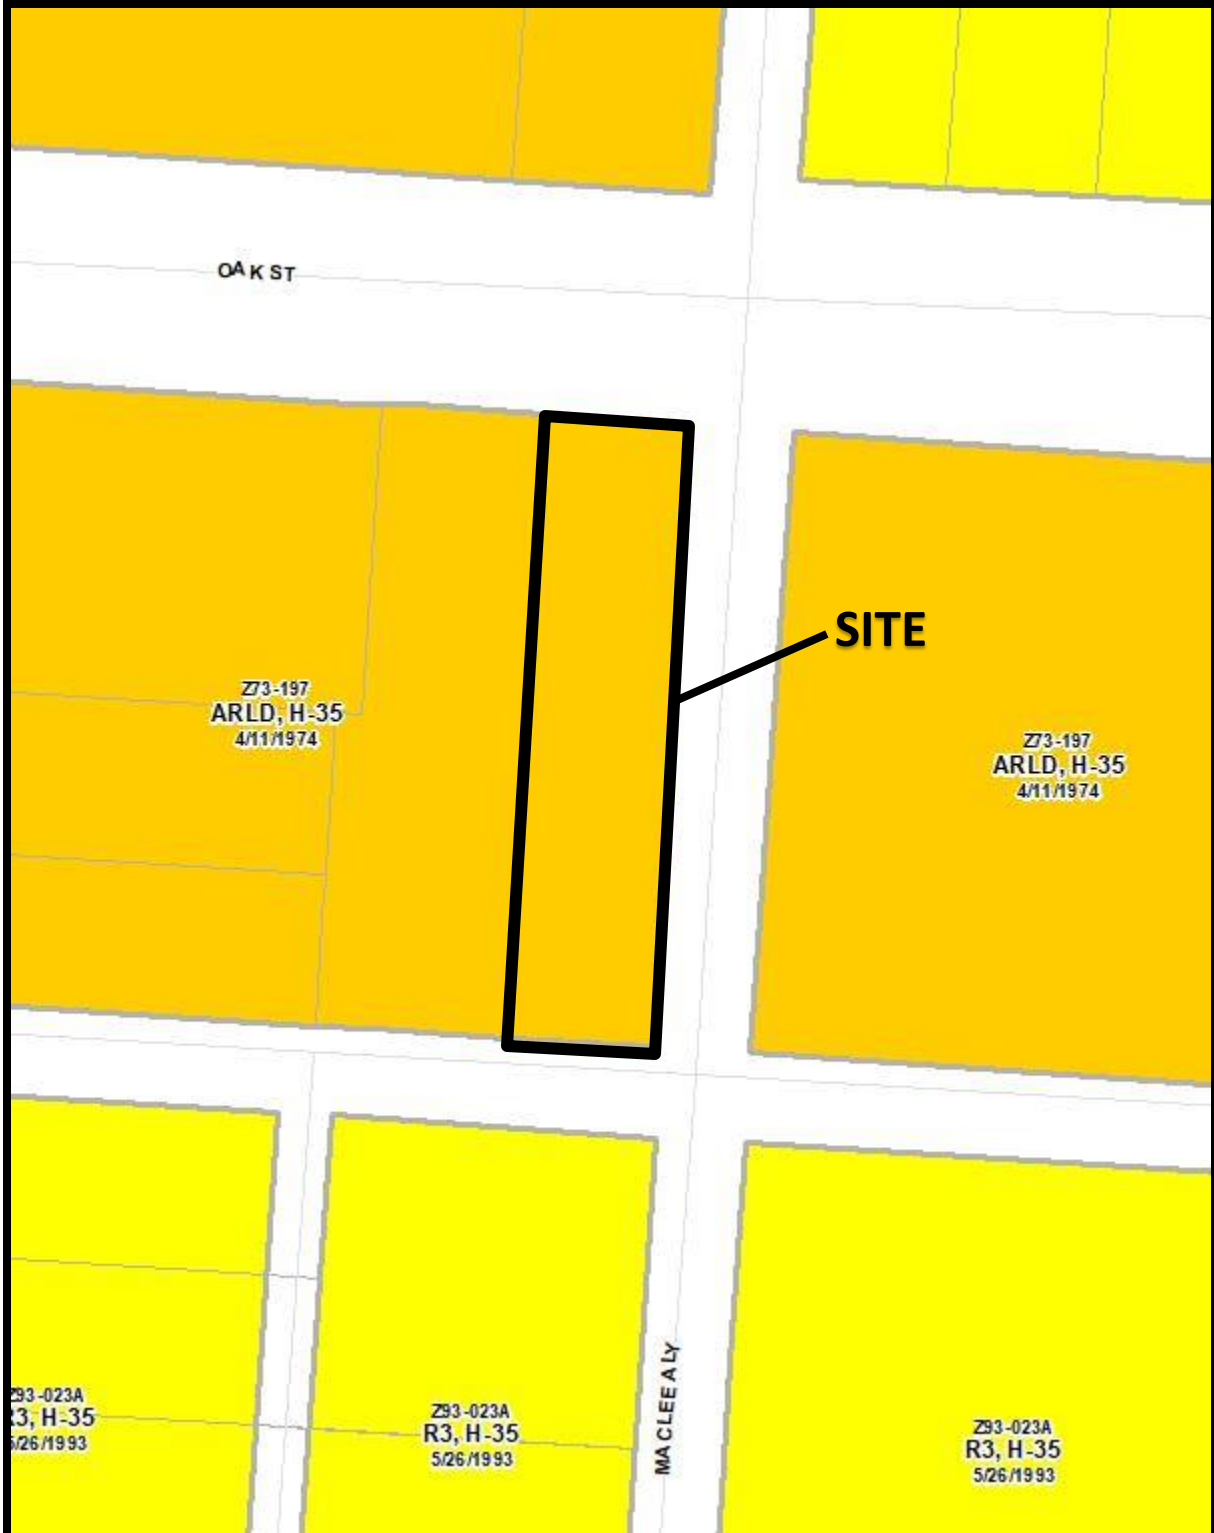 OAK ST
SITE
Z73-197
ARLD, H-35
4/11/1974
Z73-197
ARLD, H-35
4/11/1974
MACLEE ALY
Z93-023A
R3, H-35
5/26/1993
Z93-023A
R3, H-35
5/26/1993
Z93-023A
R3, H-35
5/26/1993